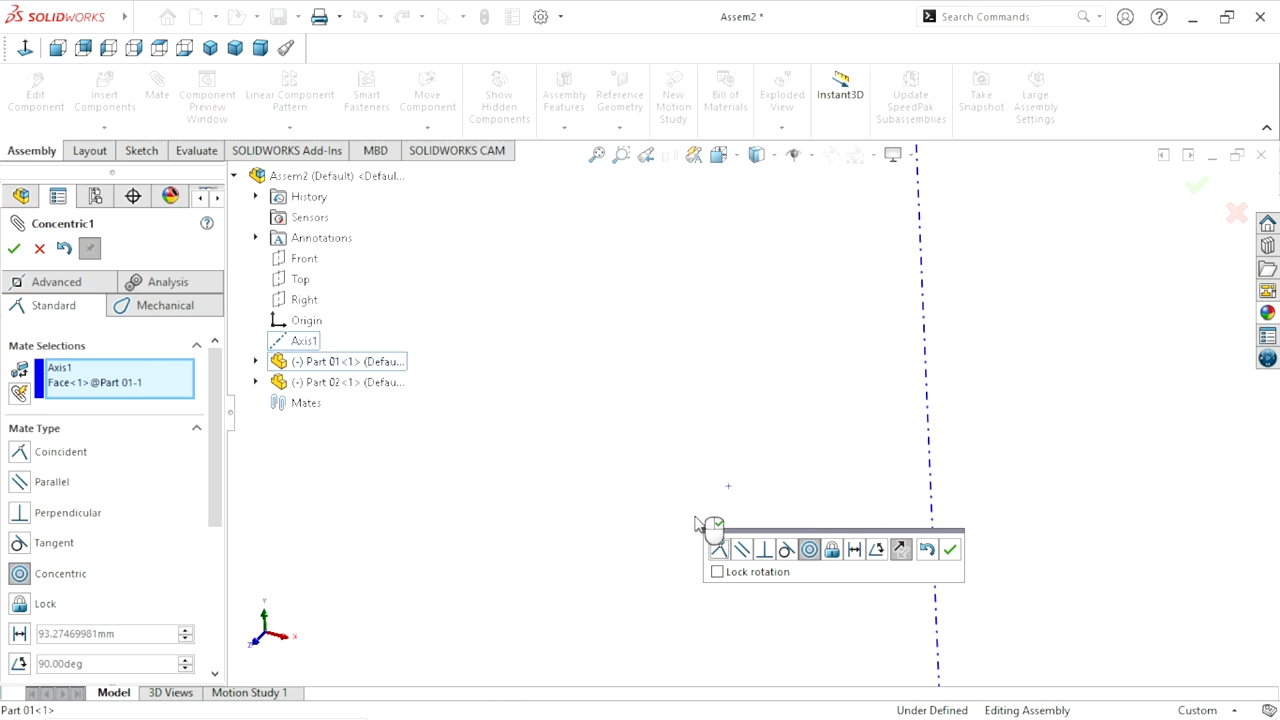 SOLIDWORKS
Assem2 *
Search Commands
Edit Component
Insert Components
Mate
Component Preview Window
Linear Component Pattern
Smart Fasteners
Move Component
Show Hidden Components
Assembly Features
Reference Geometry
New Motion Study
Bill of Materials
Exploded View
Instant3D
Update SpeedPak Subassemblies
Take Snapshot
Large Assembly Settings
Assembly
Layout
Sketch
Evaluate
SOLIDWORKS Add-Ins
MBD
SOLIDWORKS CAM
Concentric1
Advanced
Analysis
Standard
Mechanical
Mate Selections
Axis1
Face<1>@Part 01-1
Mate Type
Coincident
Parallel
Perpendicular
Tangent
Concentric
Lock
93.27469981mm
90.00deg
Assem2 (Default) <Defaul...
History
Sensors
Annotations
Front
Top
Right
Origin
Axis1
(-) Part 01<1> (Defau...
(-) Part 02<1> (Defau...
Mates
Lock rotation
Y
X
Z
Model
3D Views
Motion Study 1
Part 01<1>
Under Defined
Editing Assembly
Custom